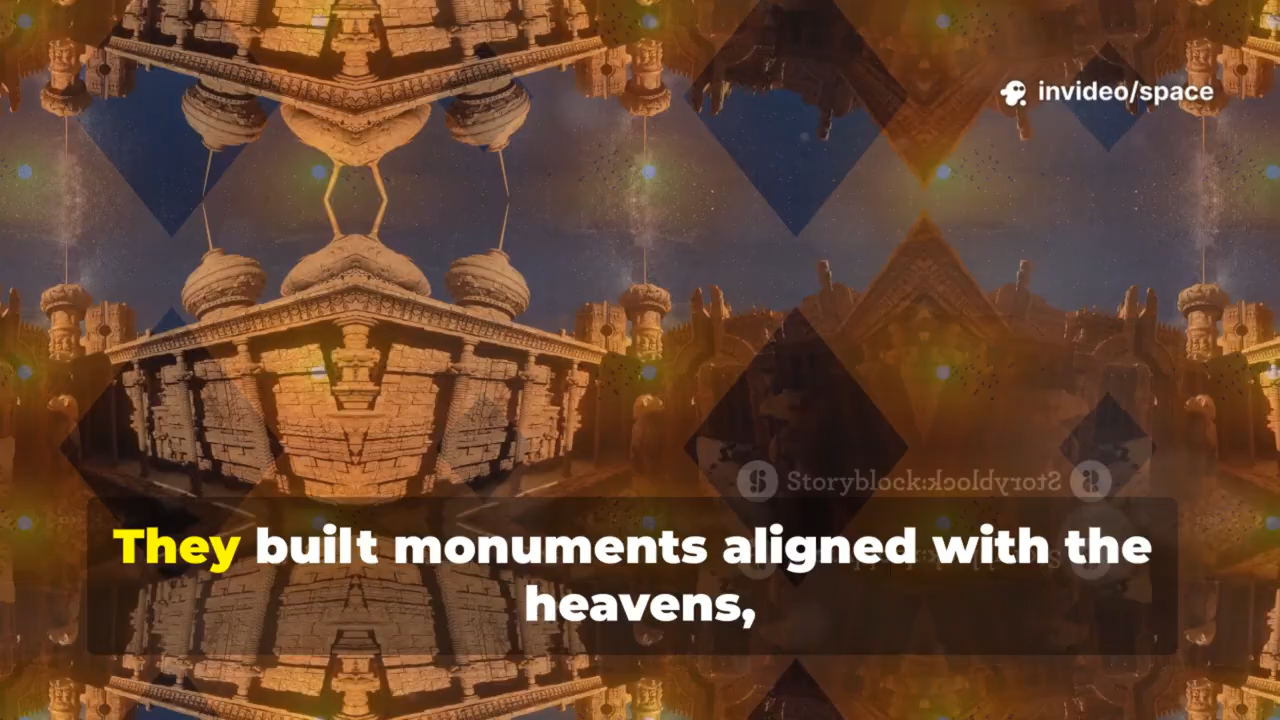 invideo/space
Storyblock
They built monuments aligned with the
heavens,